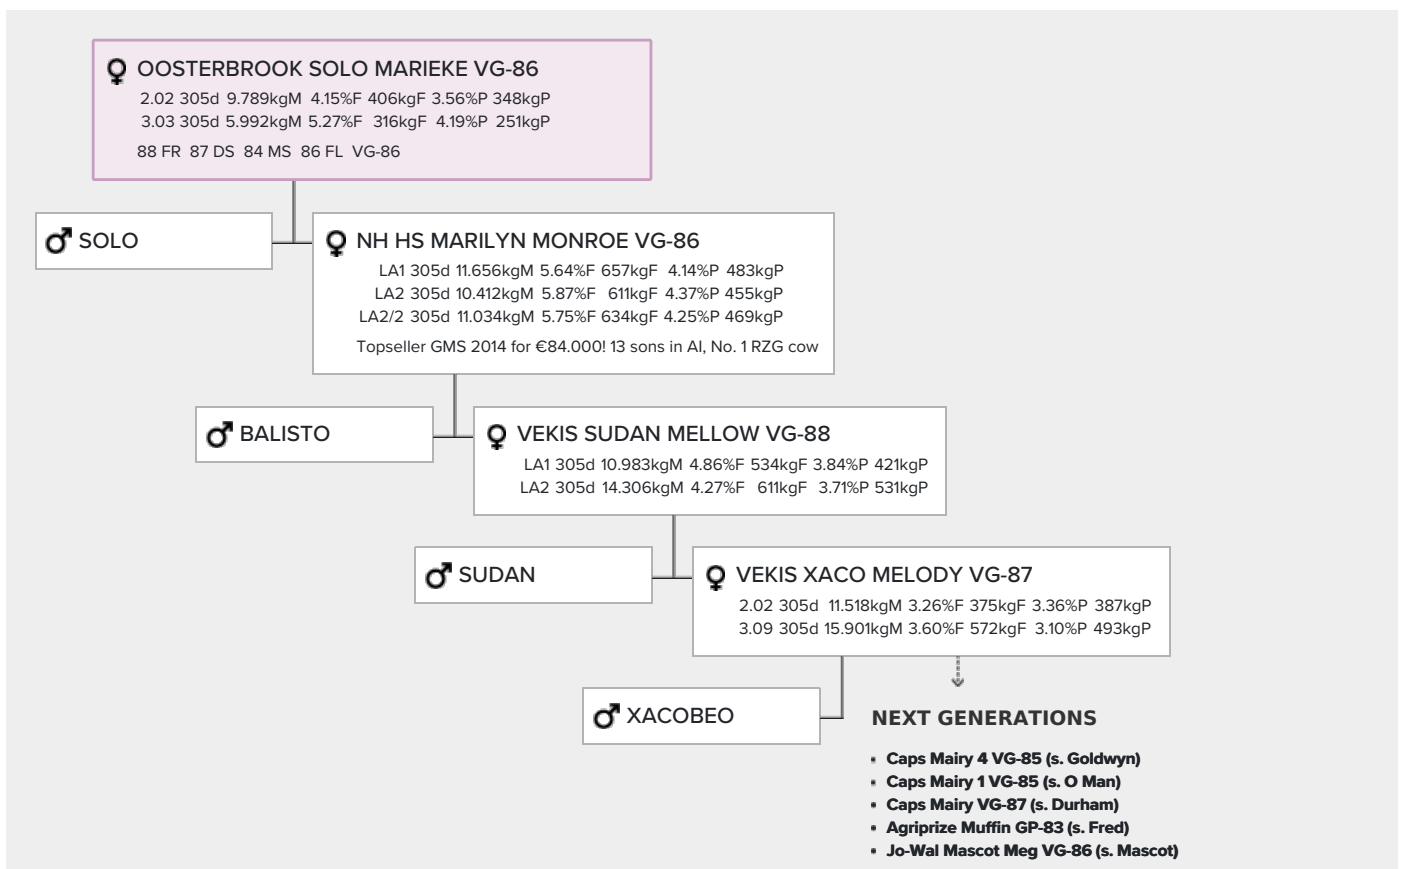 OOSTERBROOK SOLO MARIEKE VG-86
2.02 305d 9.789kgM 4.15%F 406kgF 3.56%P 348kgP
3.03 305d 5.992kgM 5.27%F 316kgF 4.19%P 251kgP
88 FR 87 DS 84 MS 86 FL VG-86
SOLO
NH HS MARILYN MONROE VG-86
LA1 305d 11.656kgM 5.64%F 657kgF 4.14%P 483kgP
LA2 305d 10.412kgM 5.87%F 611kgF 4.37%P 455kgP
LA2/2 305d 11.034kgM 5.75%F 634kgF 4.25%P 469kgP
Topseller GMS 2014 for €84.000! 13 sons in AI, No. 1 RZG cow
BALISTO
VEKIS SUDAN MELLOW VG-88
LA1 305d 10.983kgM 4.86%F 534kgF 3.84%P 421kgP
LA2 305d 14.306kgM 4.27%F 611kgF 3.71%P 531kgP
SUDAN
VEKIS XACO MELODY VG-87
2.02 305d 11.518kgM 3.26%F 375kgF 3.36%P 387kgP
3.09 305d 15.901kgM 3.60%F 572kgF 3.10%P 493kgP
XACOBEO
NEXT GENERATIONS
• Caps Mairy 4 VG-85 (s. Goldwyn)
• Caps Mairy 1 VG-85 (s. O Man)
• Caps Mairy VG-87 (s. Durham)
• Agriprize Muffin GP-83 (s. Fred)
• Jo-Wal Mascot Meg VG-86 (s. Mascot)